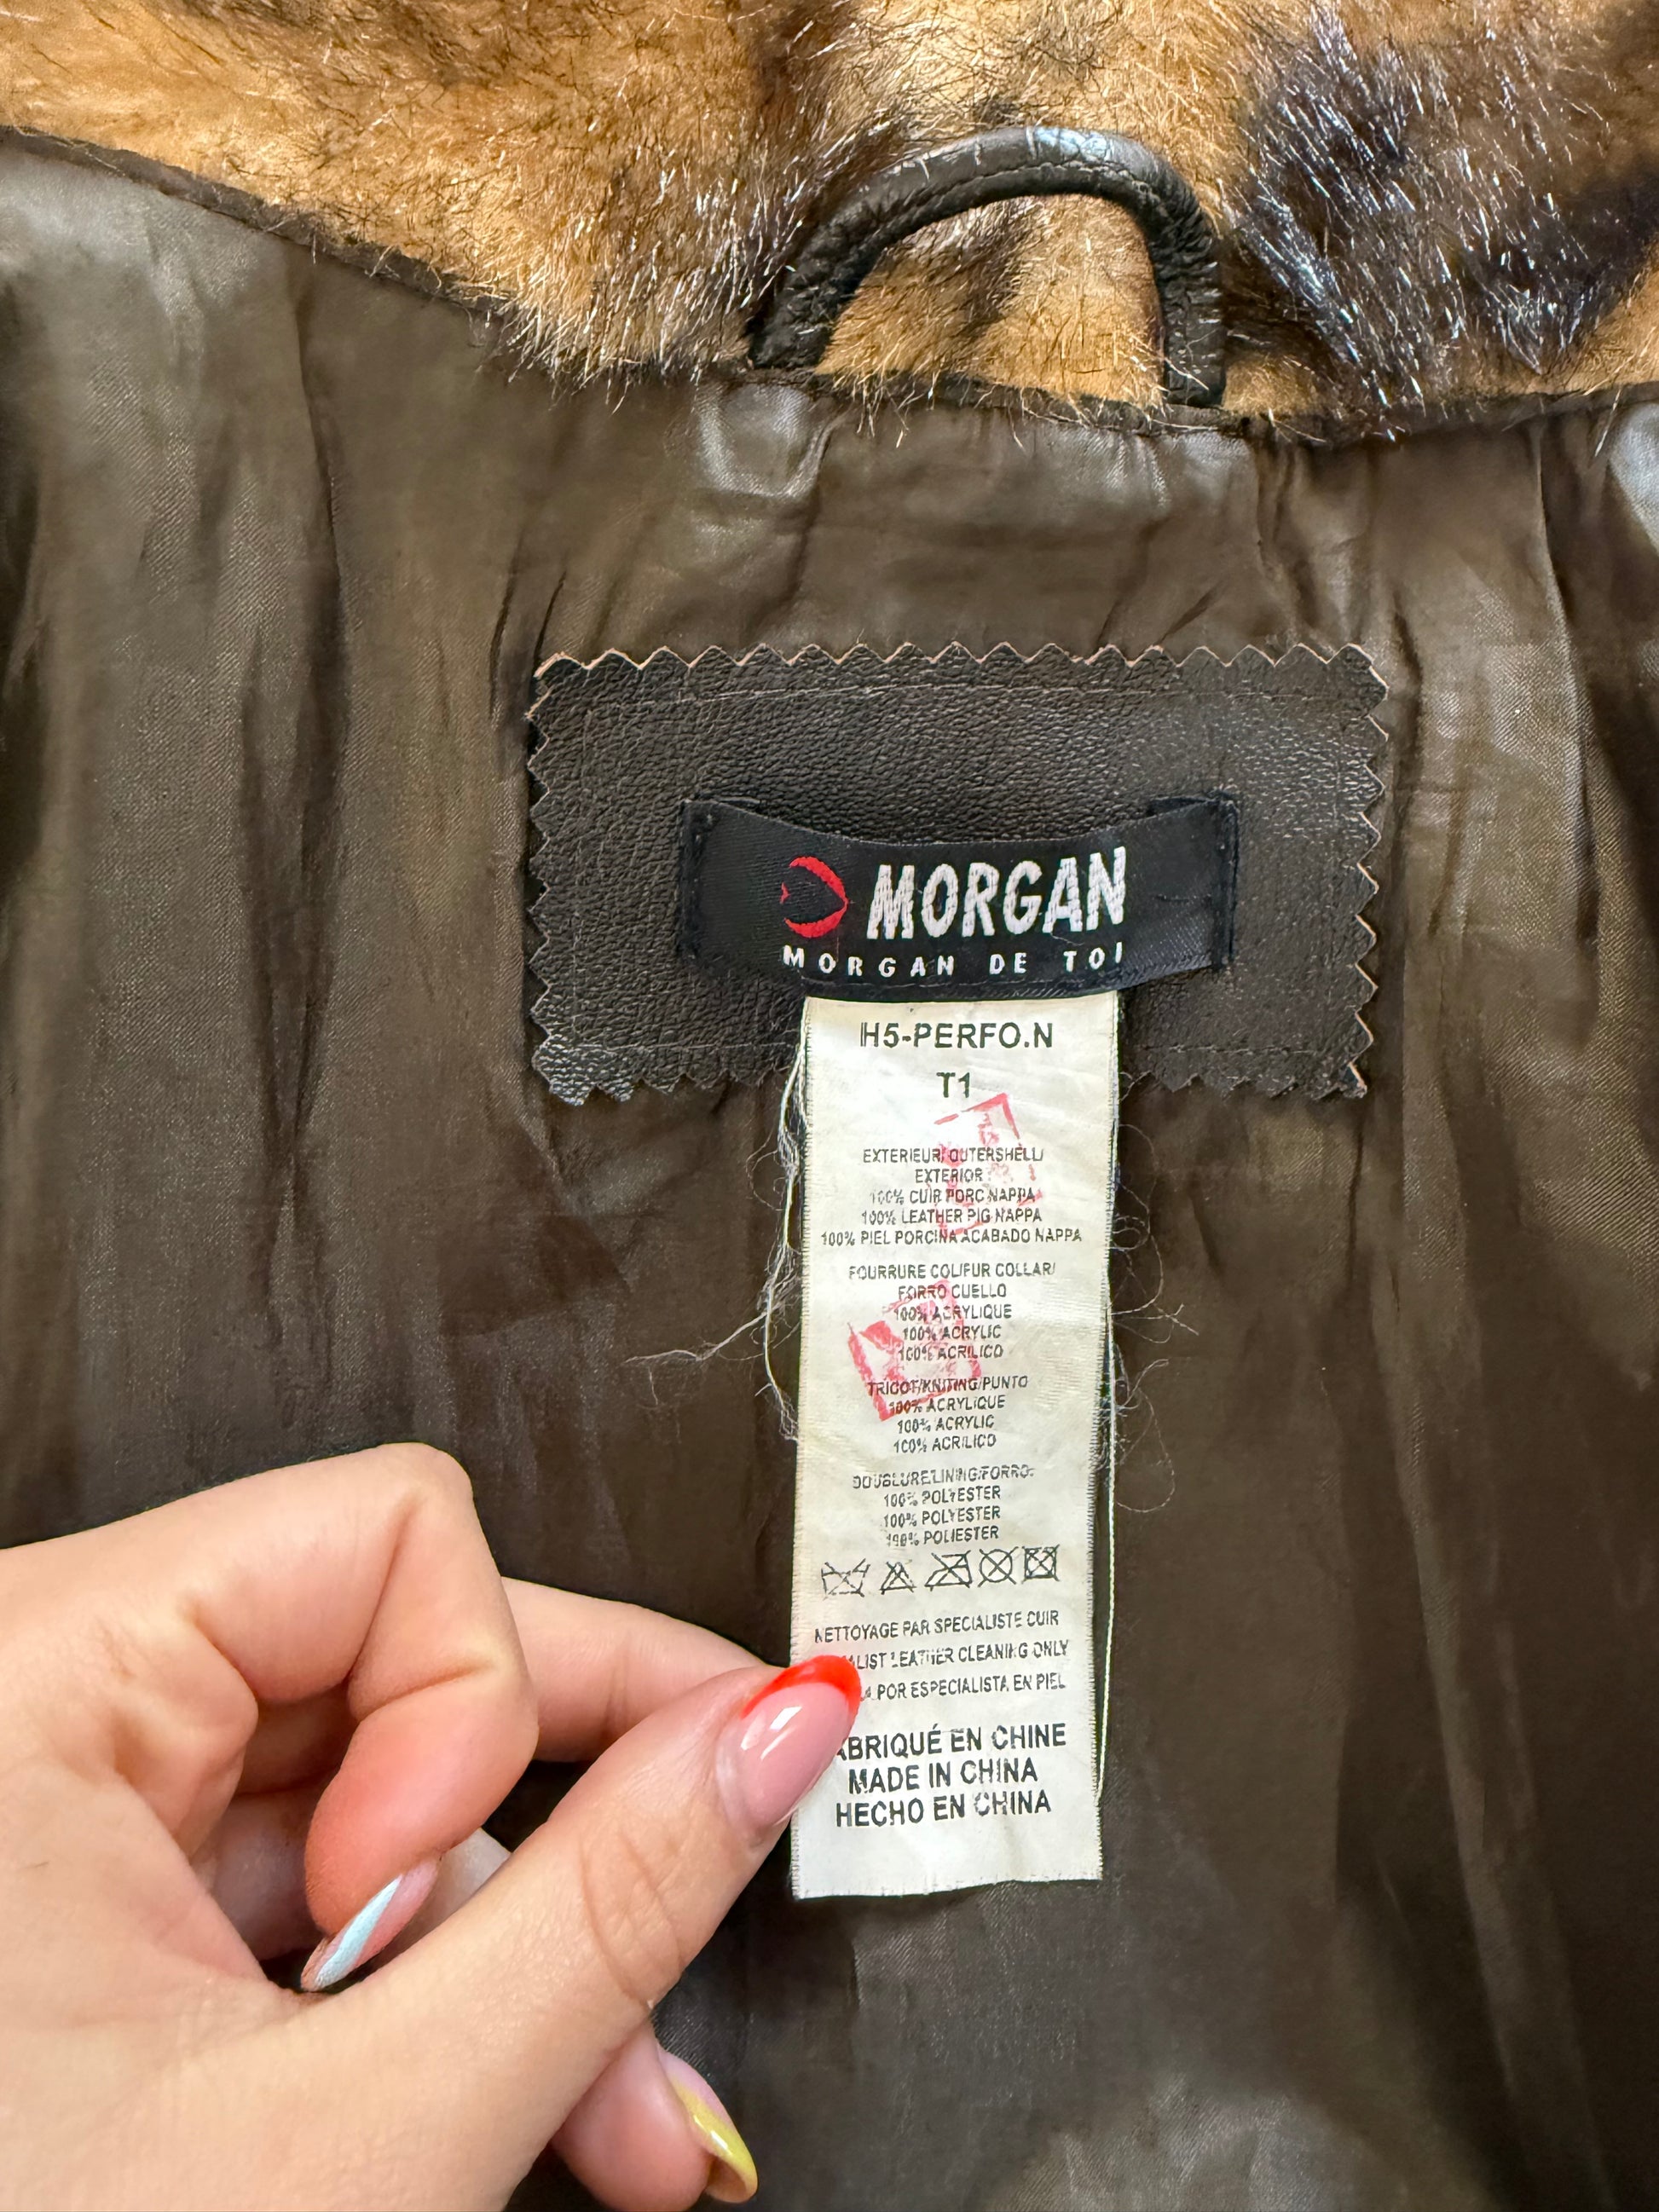 MORGAN
MORGAN DE TOI
H5-PERFO.N
T1
EXTERIEUR/OUTERSHELL/
EXTERIOR
100% CUIR PORC NAPPA
100% LEATHER PIG NAPPA
100% PIEL PORCINA ACABADO NAPPA
FOURRURE COL/FUR COLLAR/
FORRO CUELLO
100% ACRYLIQUE
100% ACRYLIC
100% ACRILICO
TRICOT/KNITING/PUNTO
100% ACRYLIQUE
100% ACRYLIC
100% ACRILICO
DOUBLURE/LINING/FORRO:
100% POLYESTER
100% POLYESTER
100% POLIESTER
NETTOYAGE PAR SPECIALISTE CUIR
ALIST LEATHER CLEANING ONLY
POR ESPECIALISTA EN PIEL
ABRIQUÉ EN CHINE
MADE IN CHINA
HECHO EN CHINA